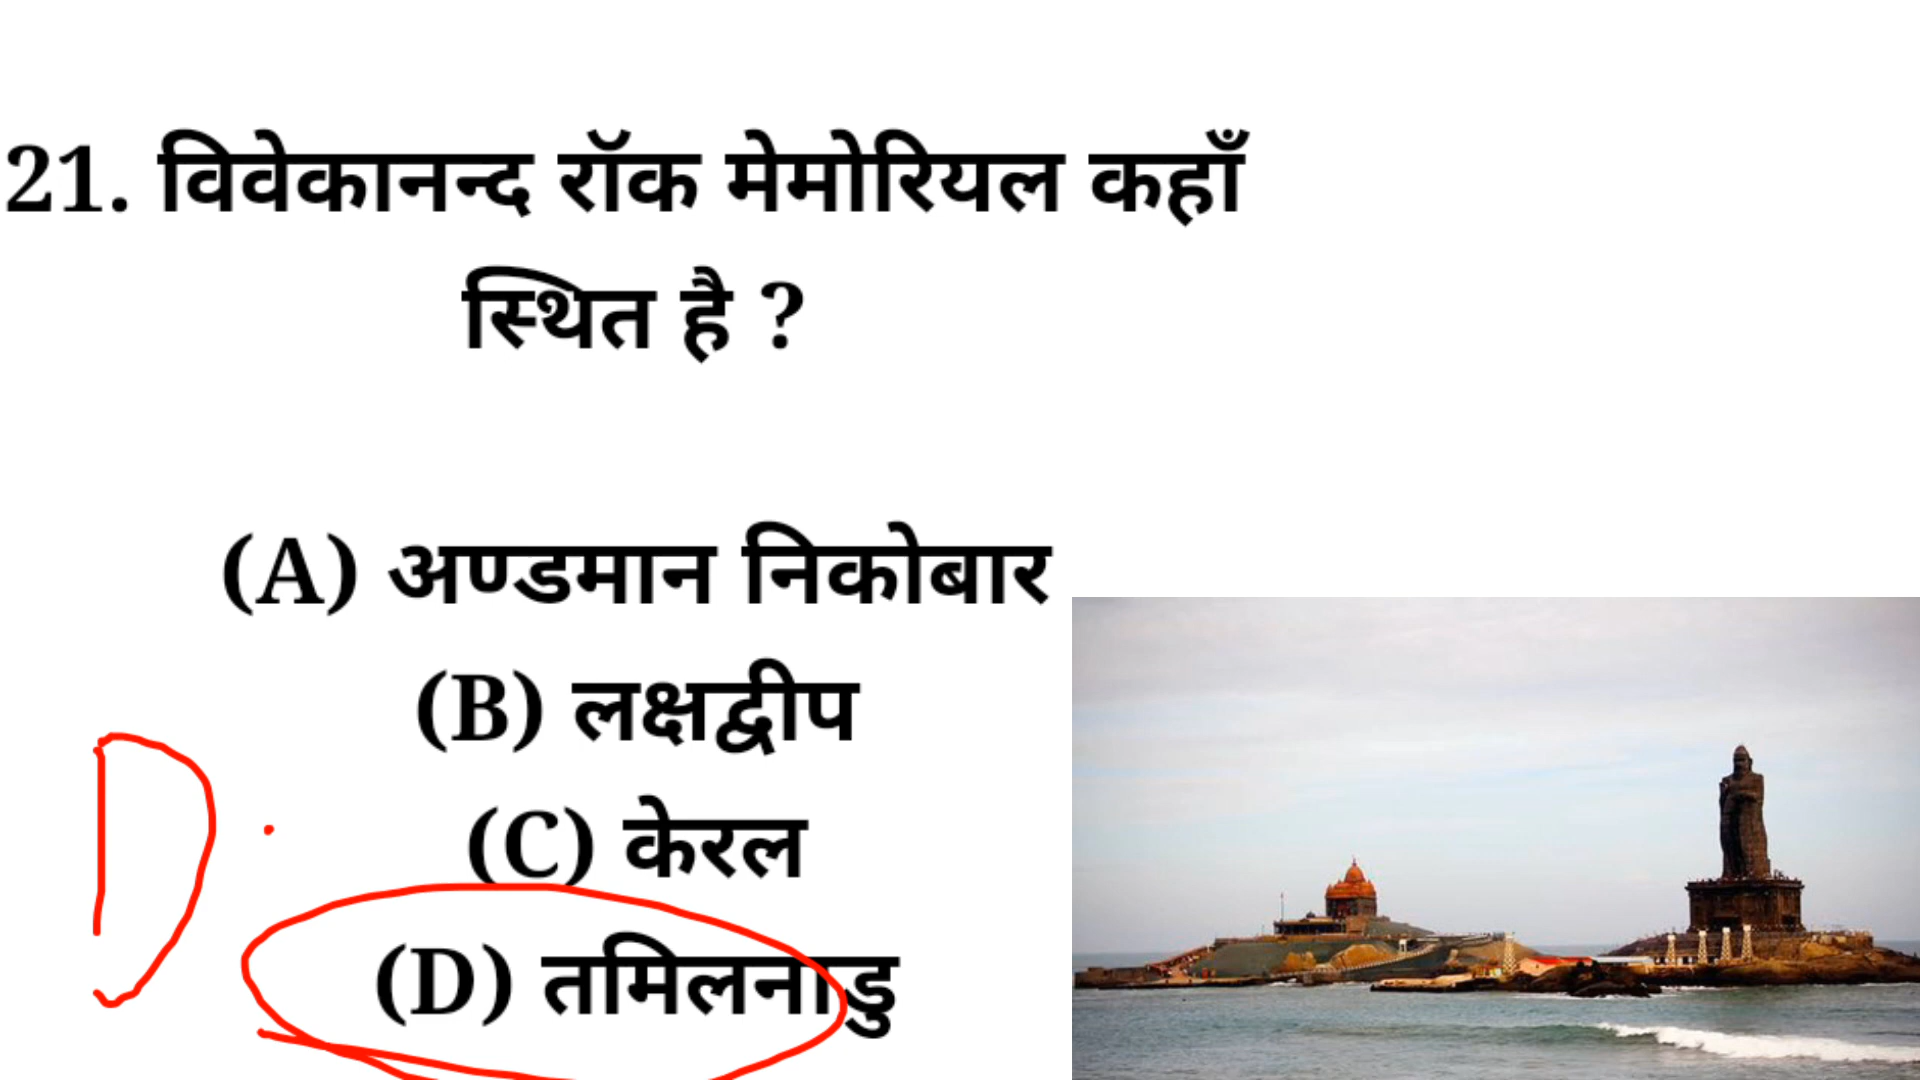 21. विवेकानन्द रॉक मेमोरियल कहाँ
स्थित है ?
(A) अण्डमान निकोबार
(B) लक्षद्वीप
(C) केरल
(D) तमिलनाडु
D